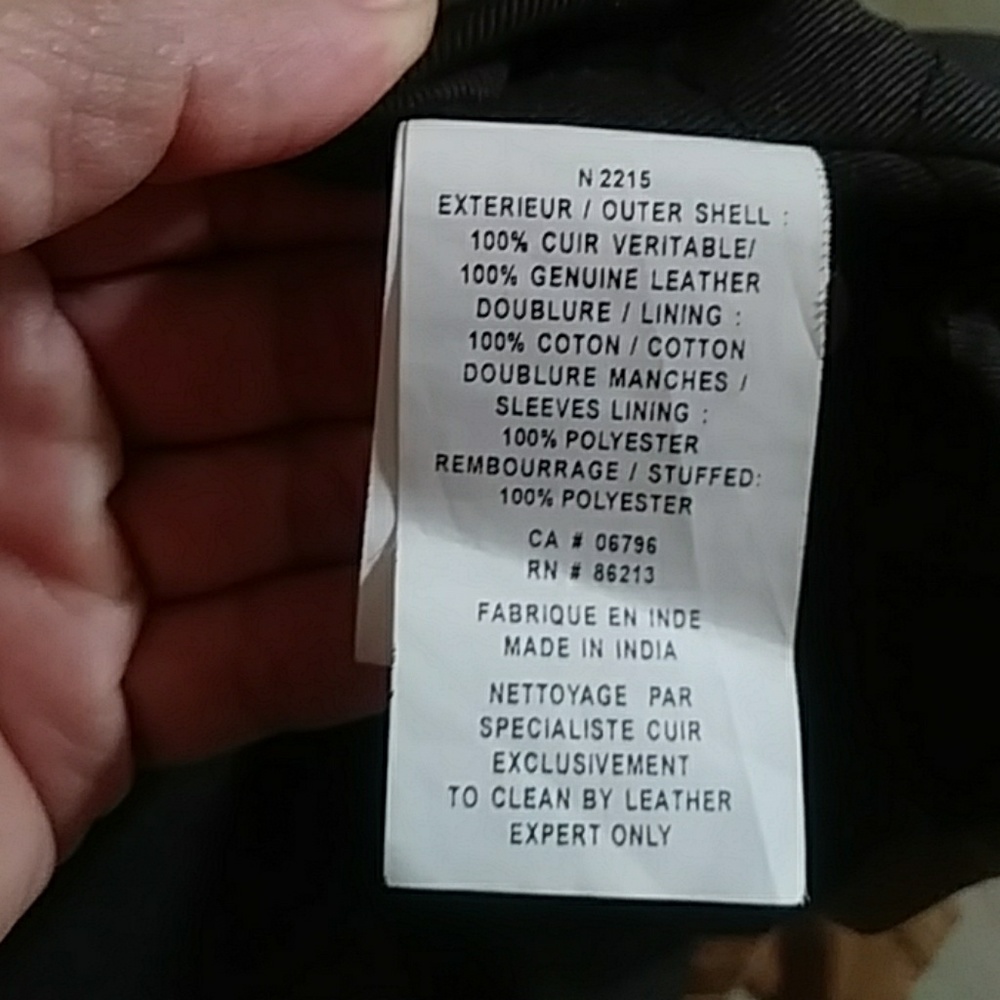 N 2215
EXTERIEUR / OUTER SHELL :
100% CUIR VERITABLE/
100% GENUINE LEATHER
DOUBLURE / LINING :
100% COTON / COTTON
DOUBLURE MANCHES /
SLEEVES LINING :
100% POLYESTER
REMBOURRAGE / STUFFED:
100% POLYESTER
CA # 06796
RN # 86213
FABRIQUE EN INDE
MADE IN INDIA
NETTOYAGE PAR
SPECIALISTE CUIR
EXCLUSIVEMENT
TO CLEAN BY LEATHER
EXPERT ONLY